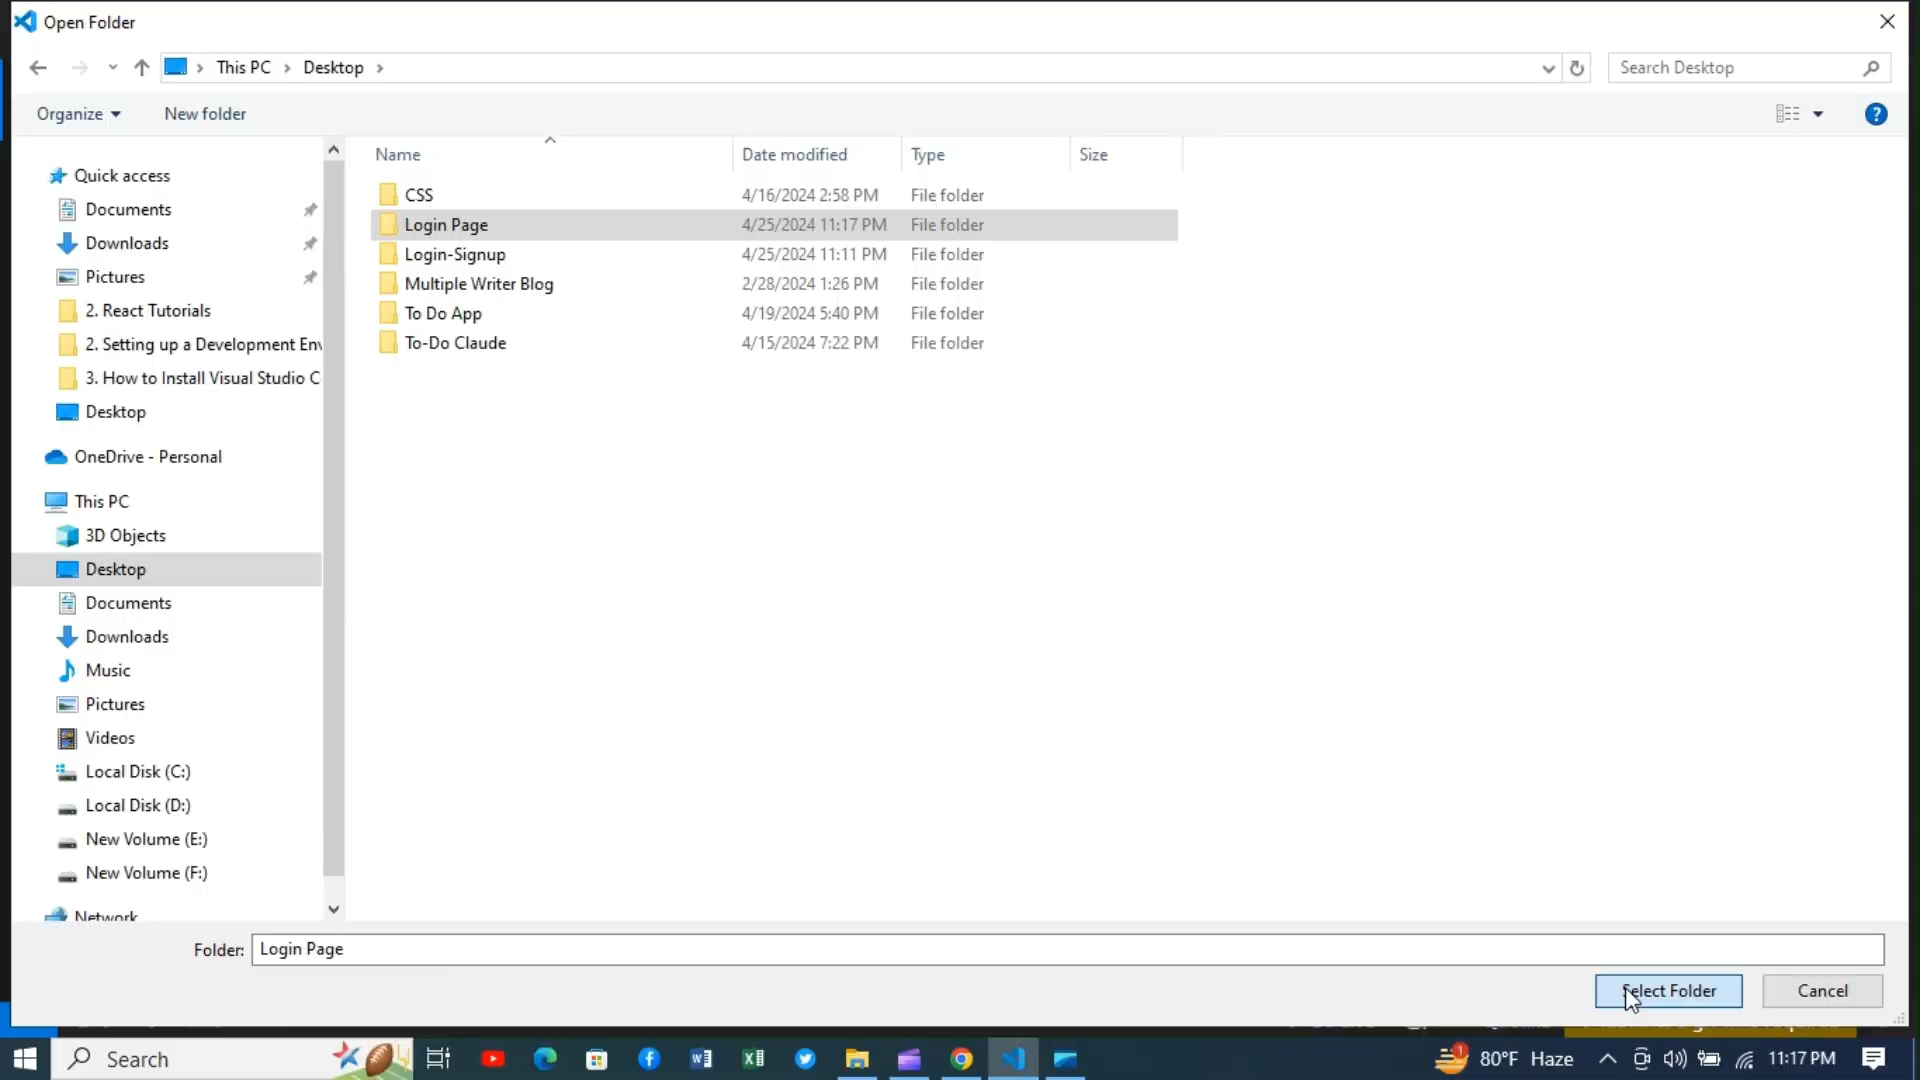 Open Folder
This PC
Desktop
Search Desktop
Organize
New folder
?
Name
Date modified
Type
Size
CSS 4/16/2024 2:58 PM File folder
Login Page 4/25/2024 11:17 PM File folder
Login-Signup 4/25/2024 11:11 PM File folder
Multiple Writer Blog 2/28/2024 1:26 PM File folder
To Do App 4/19/2024 5:40 PM File folder
To-Do Claude 4/15/2024 7:22 PM File folder
Quick access
Documents
Downloads
Pictures
2. React Tutorials
2. Setting up a Development Env
3. How to Install Visual Studio C
Desktop
OneDrive - Personal
This PC
3D Objects
Desktop
Documents
Downloads
Music
Pictures
Videos
Local Disk (C:)
Local Disk (D:)
New Volume (E:)
New Volume (F:)
Network
Folder: Login Page
Select Folder
Cancel
Search
1
80°F Haze
11:17 PM